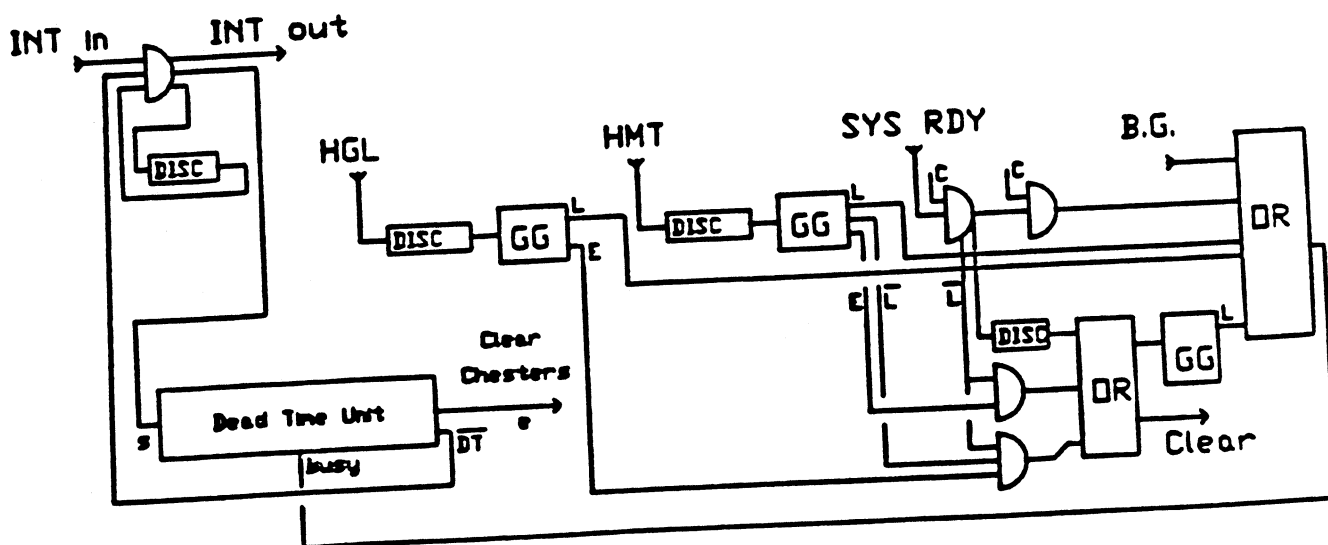 INT In
INT out
DISC
HGL
DISC
GG
L
E
HMT
DISC
GG
L
E
L
SYS RDY
C
C
L
B.G.
OR
DISC
OR
L
GG
Clear
Clear
Chesters
e
Dead Time Unit
s
DT
busy